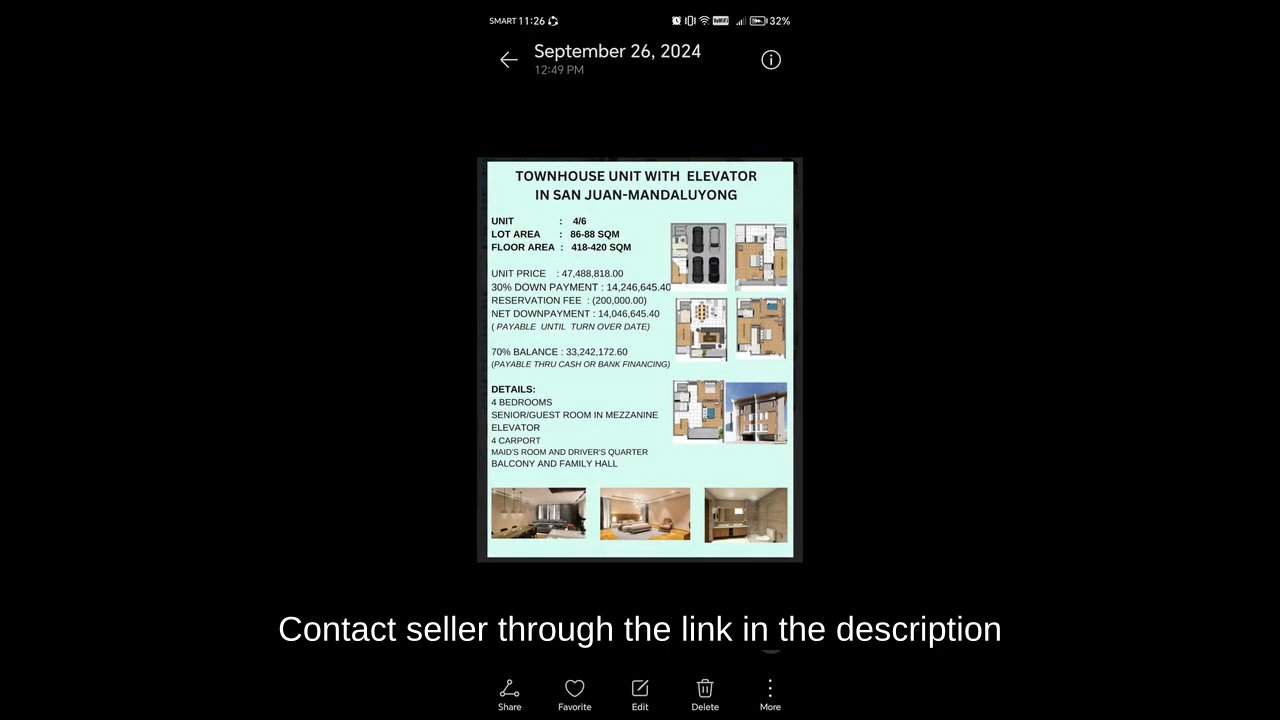 SMART 11:26
VoWiFi
32%
September 26, 2024
12:49 PM
TOWNHOUSE UNIT WITH ELEVATOR
IN SAN JUAN-MANDALUYONG
UNIT : 4/6
LOT AREA : 86-88 SQM
FLOOR AREA : 418-420 SQM
UNIT PRICE : 47,488,818.00
30% DOWN PAYMENT : 14,246,645.40
RESERVATION FEE : (200,000.00)
NET DOWNPAYMENT : 14,046,645.40
( PAYABLE UNTIL TURN OVER DATE)
70% BALANCE : 33,242,172.60
(PAYABLE THRU CASH OR BANK FINANCING)
DETAILS:
4 BEDROOMS
SENIOR/GUEST ROOM IN MEZZANINE
ELEVATOR
4 CARPORT
MAID'S ROOM AND DRIVER'S QUARTER
BALCONY AND FAMILY HALL
Contact seller through the link in the description
Share Favorite Edit Delete More